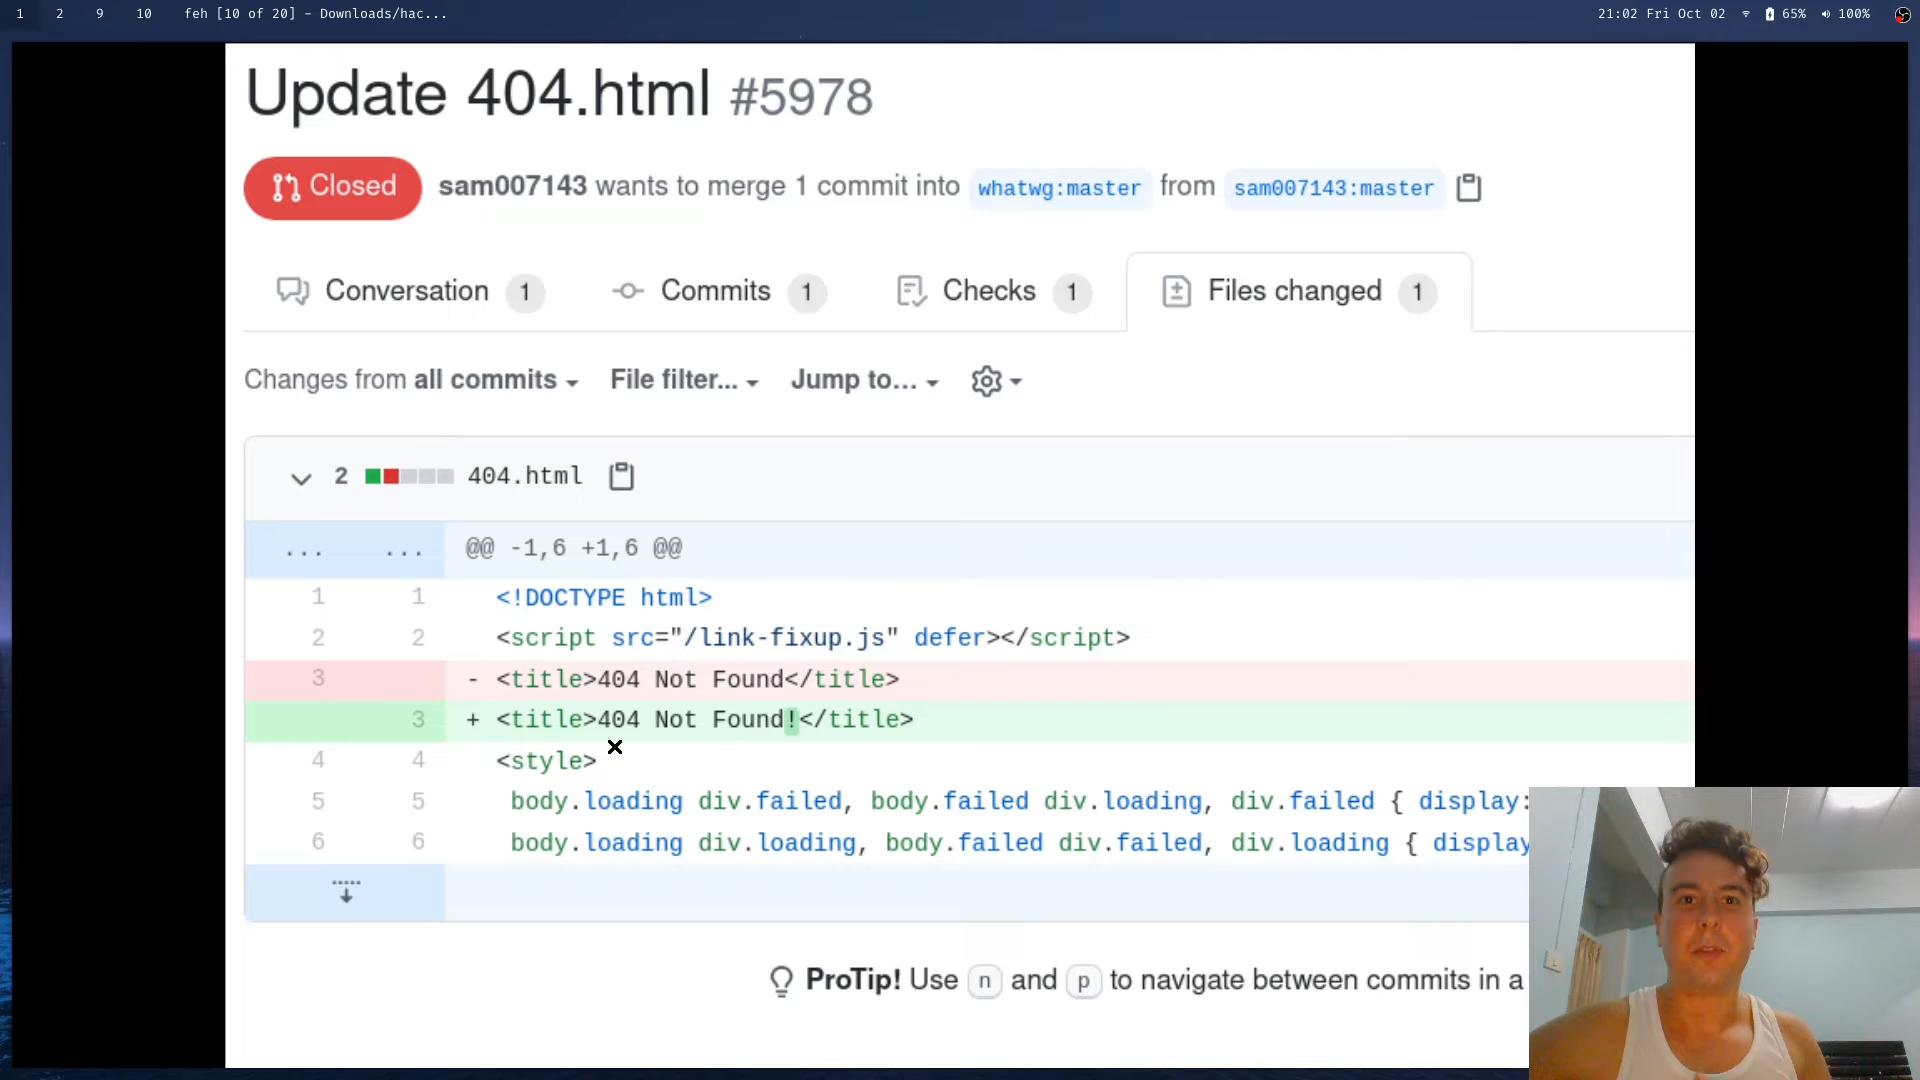 1 2 9 10 feh [10 of 20] - Downloads/hac... 21:02 Fri Oct 02 65% 100%
Update 404.html #5978
Closed sam007143 wants to merge 1 commit into whatwg:master from sam007143:master
Conversation 1 Commits 1 Checks 1 Files changed 1
Changes from all commits File filter... Jump to...
2 404.html
... ... @@ -1,6 +1,6 @@
1 1 <!DOCTYPE html>
2 2 <script src="/link-fixup.js" defer></script>
3 - <title>404 Not Found</title>
3 + <title>404 Not Found!</title>
4 4 <style>
5 5 body.loading div.failed, body.failed div.loading, div.failed { display:
6 6 body.loading div.loading, body.failed div.failed, div.loading { display
ProTip! Use n and p to navigate between commits in a